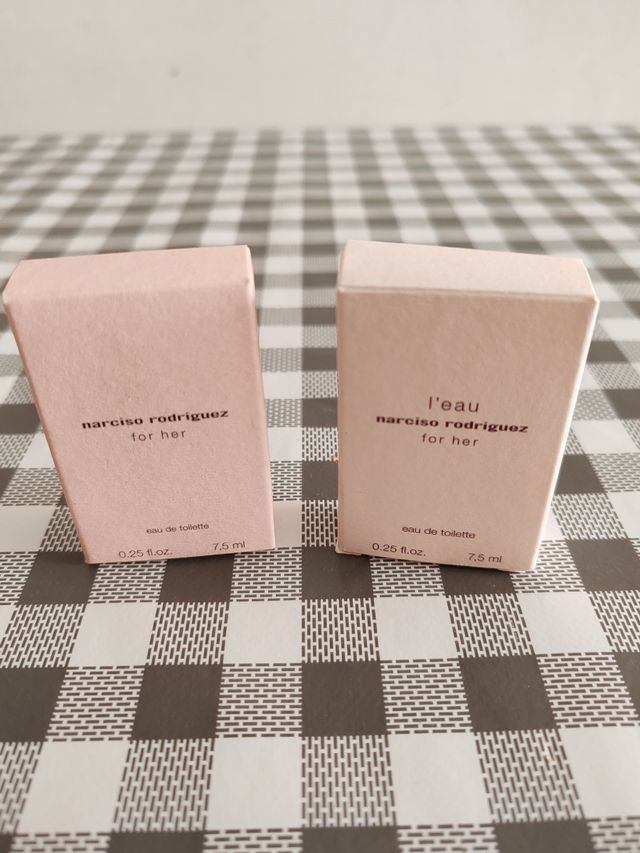 narciso rodriguez
for her
eau de toilette
0.25 fl.oz. 7,5 ml
l'eau
narciso rodriguez
for her
eau de toilette
0.25 fl.oz. 7,5 ml